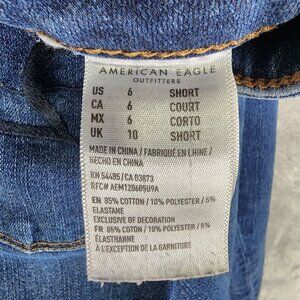 AMERICAN EAGLE
OUTFITTERS
US 6 SHORT
CA 6 COURT
MX 6 CORTO
UK 10 SHORT
MADE IN CHINA / FABRIQUÉ EN CHINE /
HECHO EN CHINA
RN 54485/CA 03873
RFC# AEM120605U9A
EN 85% COTTON / 10% POLYESTER / 5%
ELASTANE
EXCLUSIVE OF DECORATION
FR 85% COTON / 10% POLYESTER / 5%
ÉLASTHANNE
À L'EXCEPTION DE LA GARNITURE